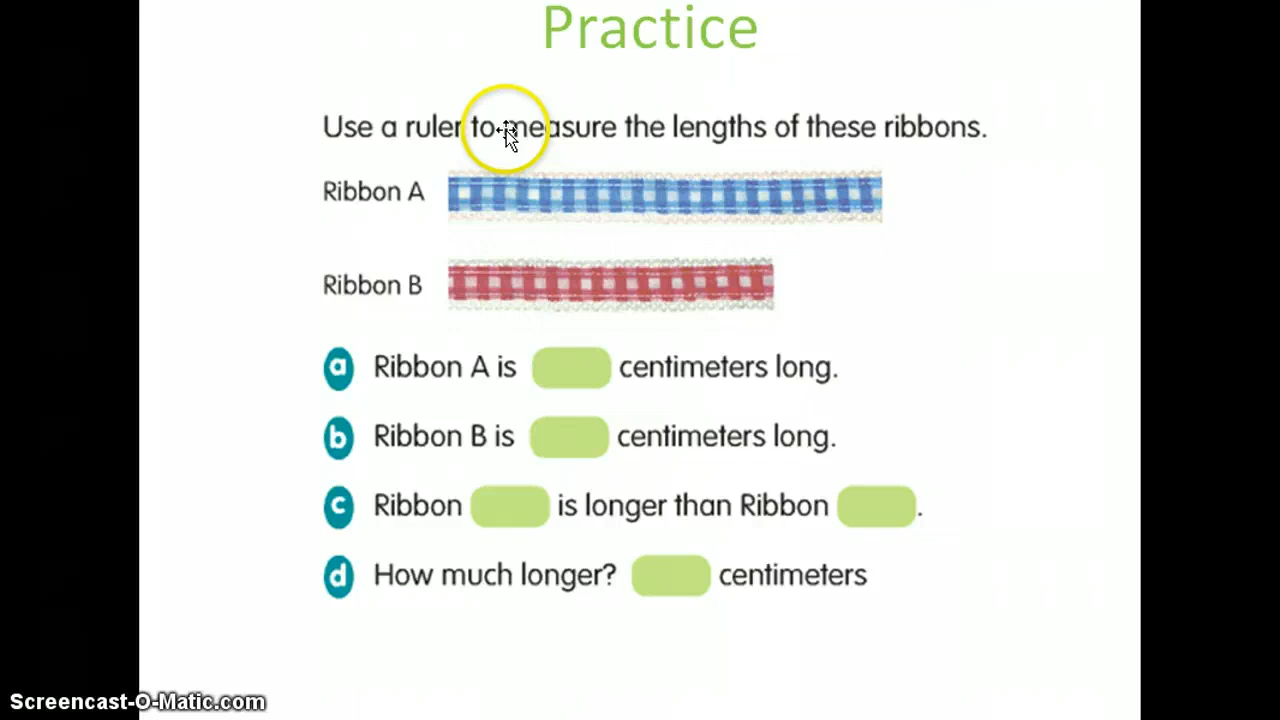 Practice
Use a ruler to measure the lengths of these ribbons.
Ribbon A
Ribbon B
a Ribbon A is centimeters long.
b Ribbon B is centimeters long.
c Ribbon is longer than Ribbon .
d How much longer? centimeters
Screencast-O-Matic.com